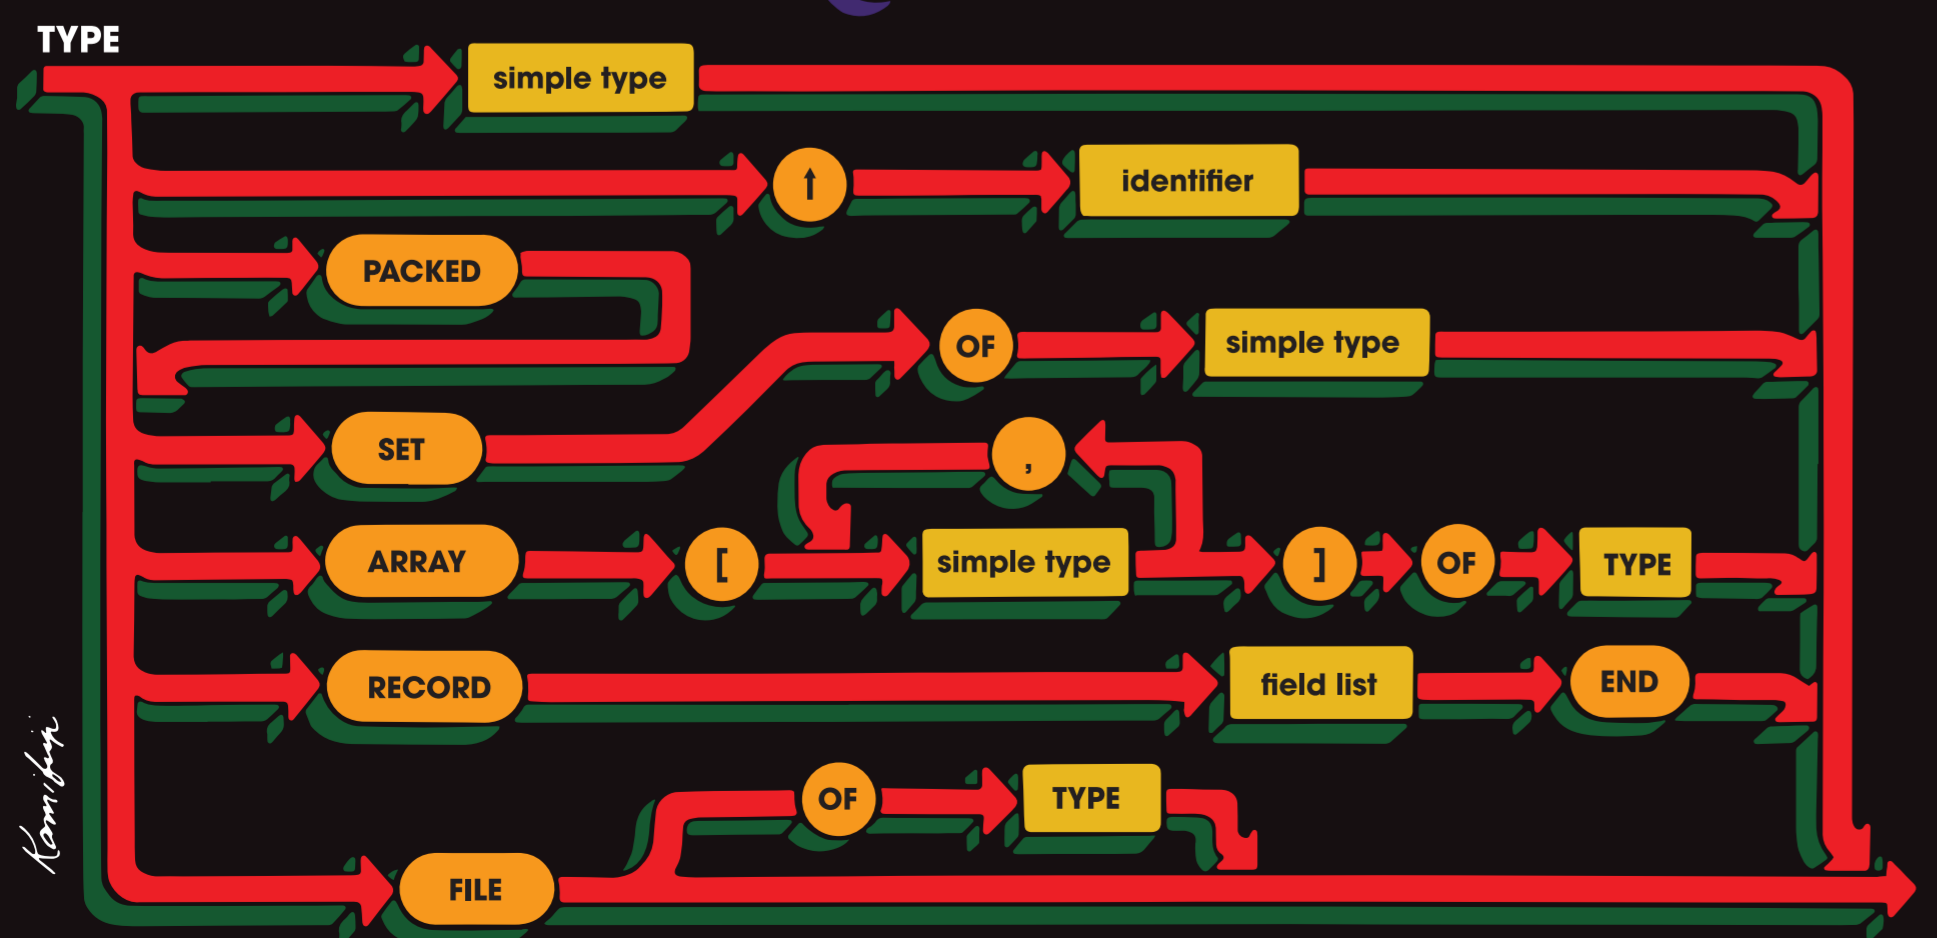 TYPE
simple type
↑ identifier
PACKED
OF simple type
SET
,
ARRAY [ simple type ] OF TYPE
RECORD field list END
OF TYPE
FILE